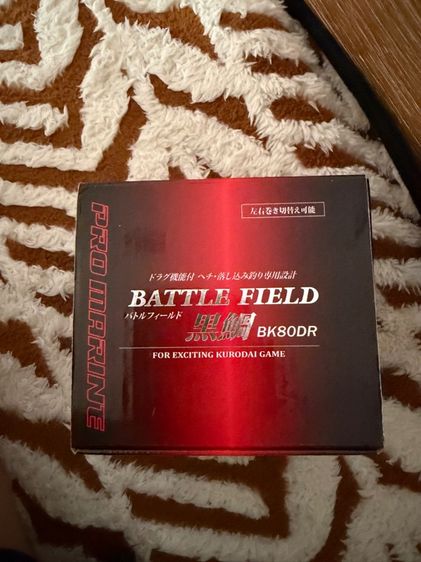 PRO MARINE
左右巻き切替え可能
ドラグ機能付 ヘチ・落し込み釣り専用設計
BATTLE FIELD
バトルフィールド
黒鯛 BK80DR
FOR EXCITING KURODAI GAME